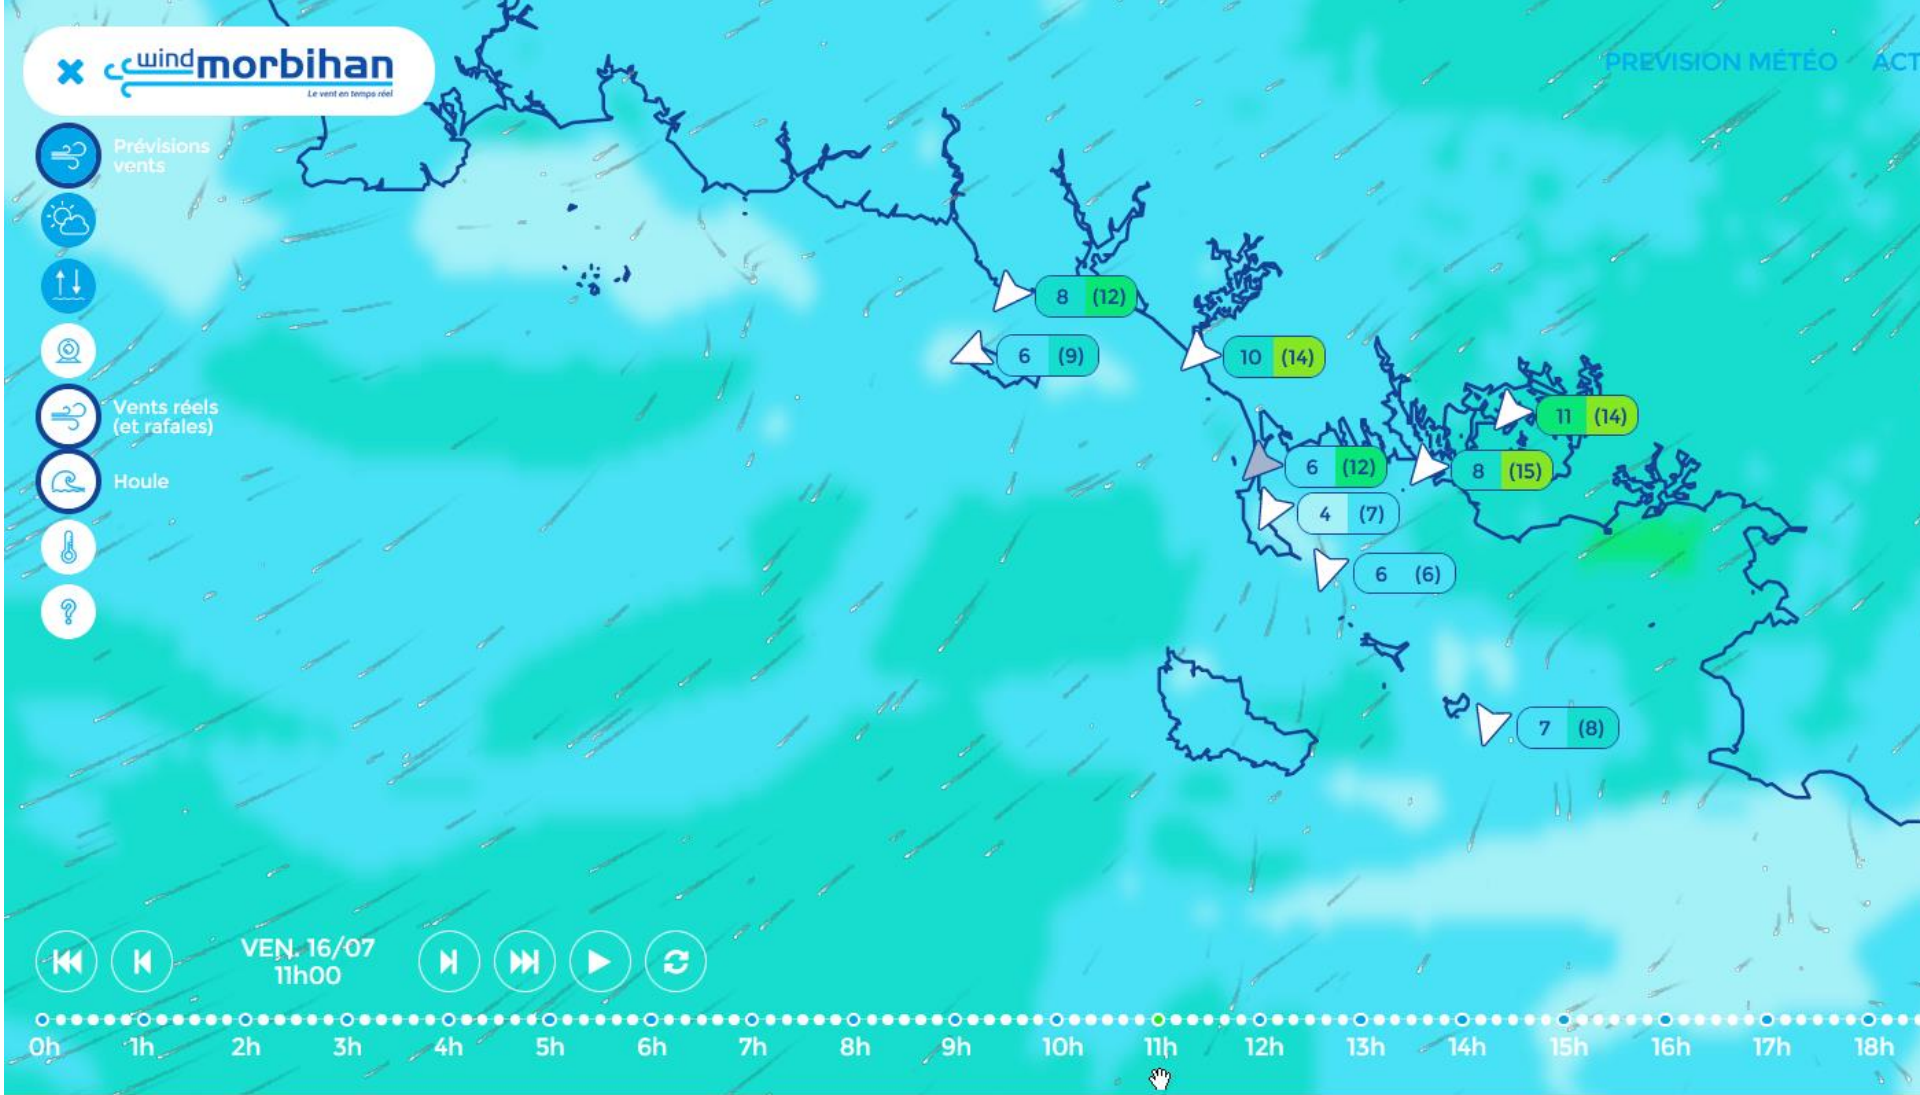 wind morbihan
Le vent en temps réel
PREVISION MÉTÉO ACT
Prévisions
vents
8 (12)
6 (9)
10 (14)
Vents réels
(et rafales)
11 (14)
6 (12)
8 (15)
Houle
4 (7)
6 (6)
7 (8)
VEN. 16/07
11h00
0h 1h 2h 3h 4h 5h 6h 7h 8h 9h 10h 11h 12h 13h 14h 15h 16h 17h 18h